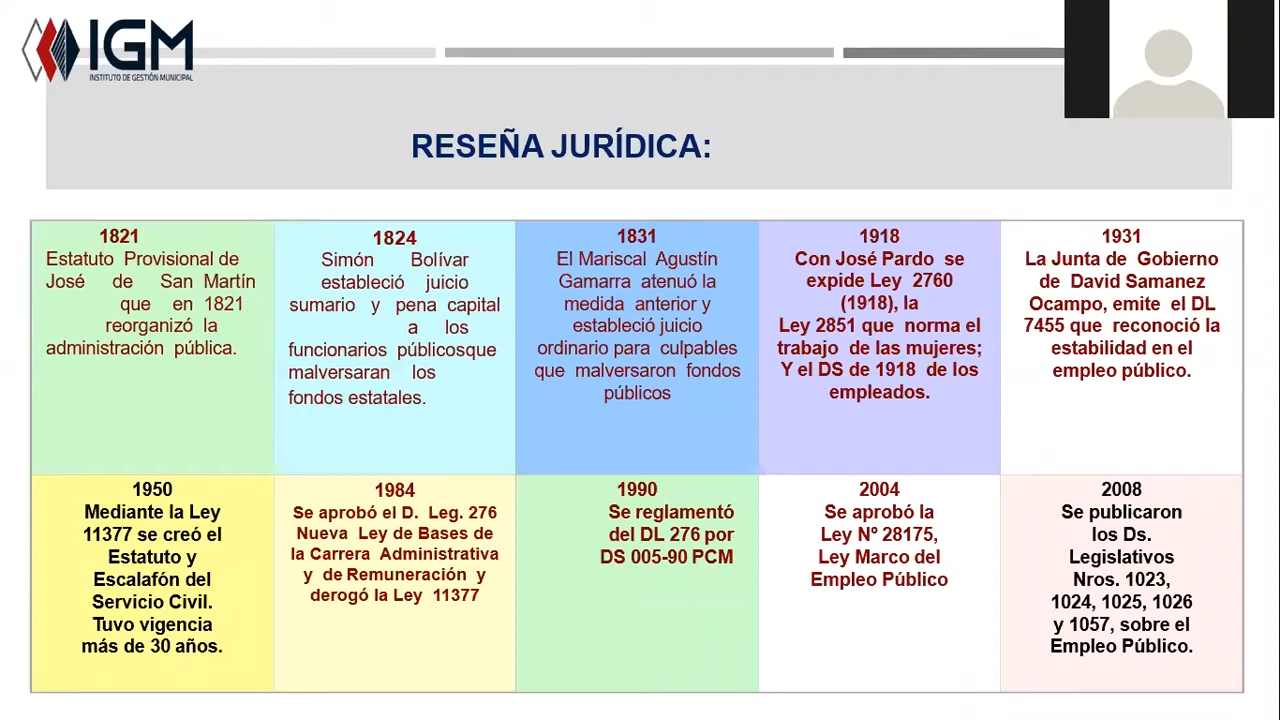 IGM
INSTITUTO DE GESTIÓN MUNICIPAL
RESEÑA JURÍDICA:
1821
Estatuto Provisional de
José de San Martín
que en 1821
reorganizó la
administración pública.
1824
Simón Bolívar
estableció juicio
sumario y pena capital
a los
funcionarios públicosque
malversaran los
fondos estatales.
1831
El Mariscal Agustín
Gamarra atenuó la
medida anterior y
estableció juicio
ordinario para culpables
que malversaron fondos
públicos
1918
Con José Pardo se
expide Ley 2760
(1918), la
Ley 2851 que norma el
trabajo de las mujeres;
Y el DS de 1918 de los
empleados.
1931
La Junta de Gobierno
de David Samanez
Ocampo, emite el DL
7455 que reconoció la
estabilidad en el
empleo público.
1950
Mediante la Ley
11377 se creó el
Estatuto y
Escalafón del
Servicio Civil.
Tuvo vigencia
más de 30 años.
1984
Se aprobó el D. Leg. 276
Nueva Ley de Bases de
la Carrera Administrativa
y de Remuneración y
derogó la Ley 11377
1990
Se reglamentó
del DL 276 por
DS 005-90 PCM
2004
Se aprobó la
Ley Nº 28175,
Ley Marco del
Empleo Público
2008
Se publicaron
los Ds.
Legislativos
Nros. 1023,
1024, 1025, 1026
y 1057, sobre el
Empleo Público.